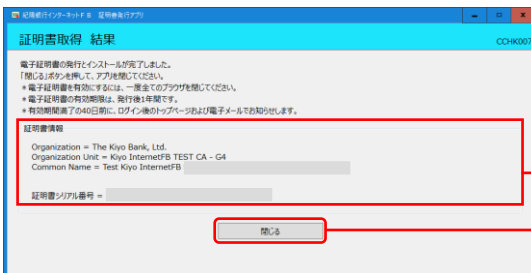 紀陽銀行インターネットFB 証明書発行アプリ
証明書取得 結果
CCHK007
電子証明書の発行とインストールが完了しました。
「閉じる」ボタンを押して、アプリを閉じてください。
*電子証明書を有効にするには、一度全てのブラウザを閉じてください。
*電子証明書の有効期限は、発行後1年間です。
*有効期間満了の40日前に、ログイン後のトップページおよび電子メールでお知らせします。
証明書情報
Organization = The Kiyo Bank, Ltd.
Organization Unit = Kiyo InternetFB TEST CA - G4
Common Name = Test Kiyo InternetFB
証明書シリアル番号 =
閉じる